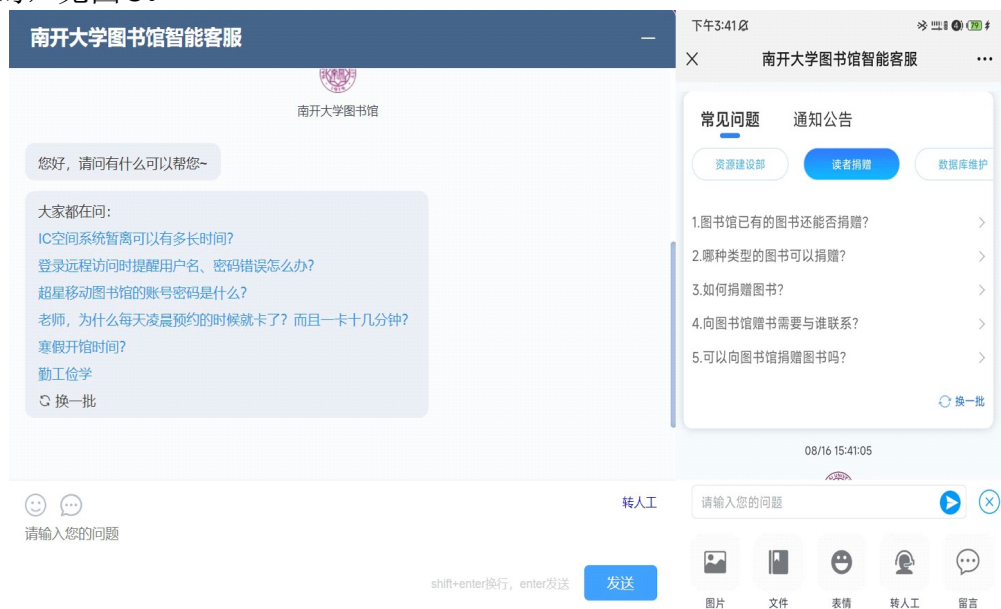 南开大学图书馆智能客服
南开大学图书馆
您好，请问有什么可以帮您~
大家都在问：
IC空间系统暂离可以有多长时间？
登录远程访问时提醒用户名、密码错误怎么办？
超星移动图书馆的账号密码是什么？
老师，为什么每天凌晨预约的时候就卡了？而且一卡十几分钟？
寒假开馆时间？
勤工俭学
换一批
转人工
请输入您的问题
shift+enter换行，enter发送
发送
下午3:41
79
南开大学图书馆智能客服
常见问题 通知公告
资源建设部 读者捐赠 数据库维护
1.图书馆已有的图书还能否捐赠？
2.哪种类型的图书可以捐赠？
3.如何捐赠图书？
4.向图书馆赠书需要与谁联系？
5.可以向图书馆捐赠图书吗？
换一批
08/16 15:41:05
请输入您的问题
图片 文件 表情 转人工 留言